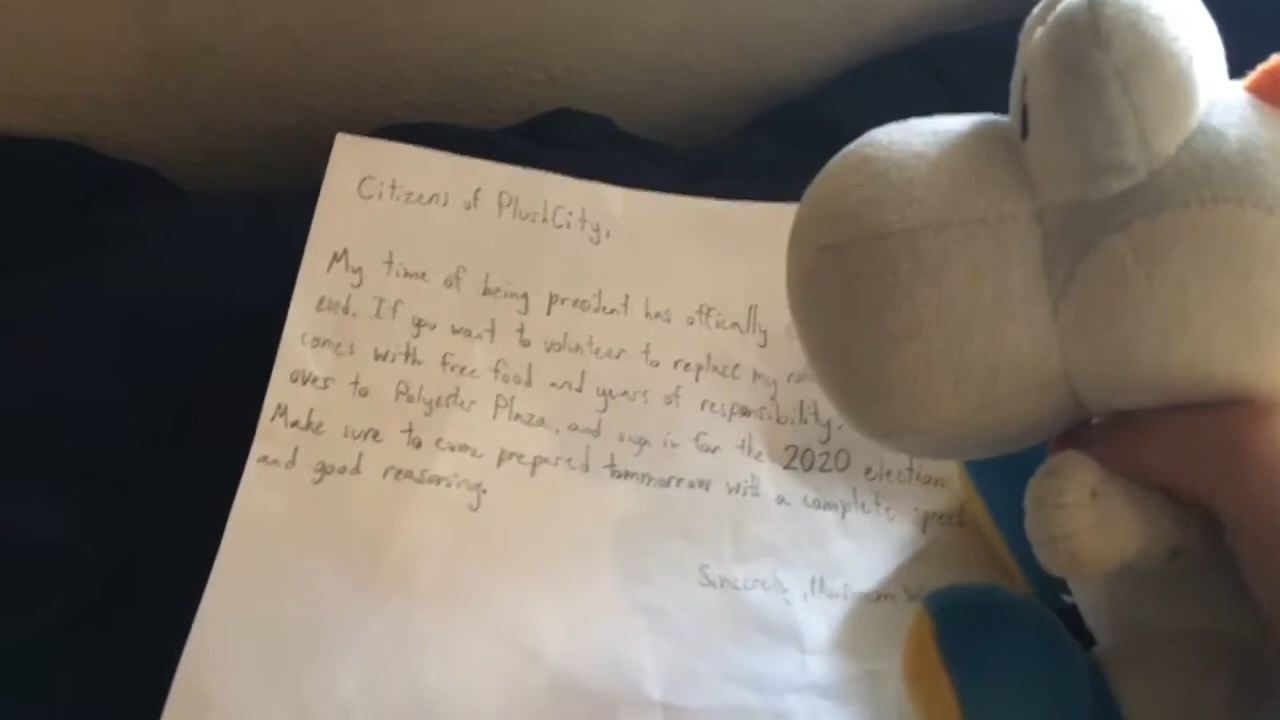 Citizens of PlushCity,
My time of being president has offically
end. If you want to volunteer to replace my
comes with free food and years of responsibility.
over to Polyester Plaza, and sign in for the 2020 election
Make sure to come prepared tommorrow with a complete speech
and good reasoning.
Sincerely,